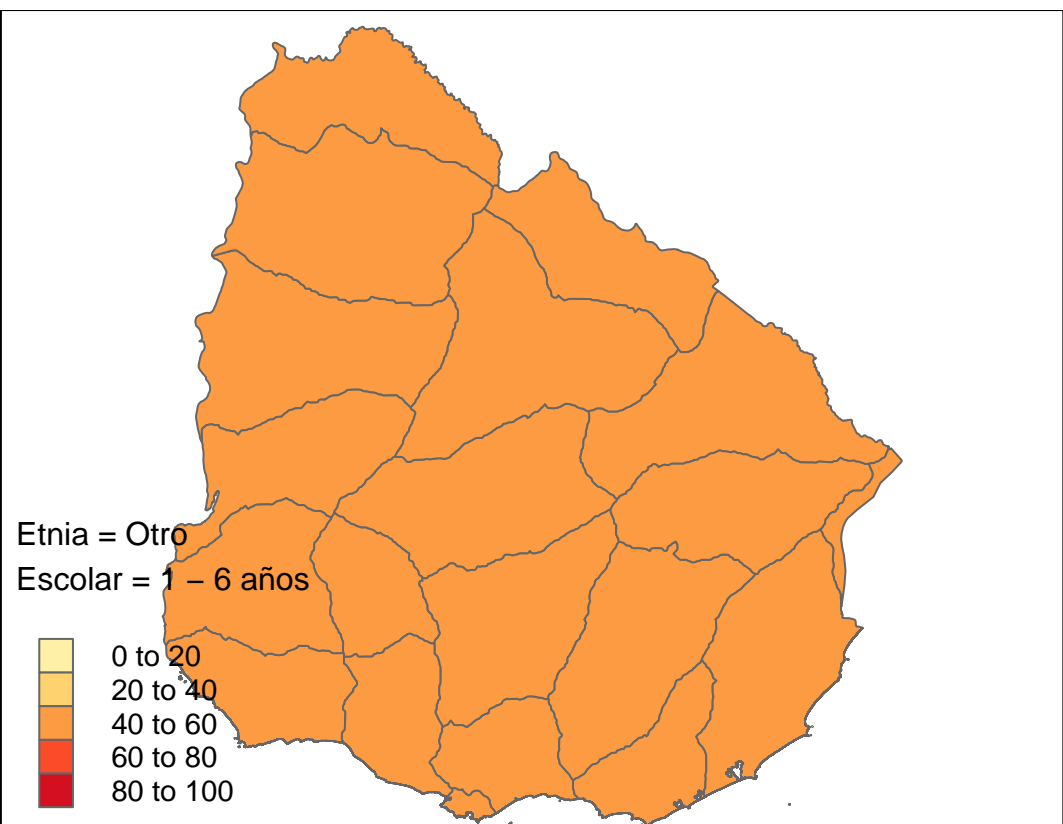 Etnia = Otro
Escolar = 1 – 6 años
0 to 20
20 to 40
40 to 60
60 to 80
80 to 100